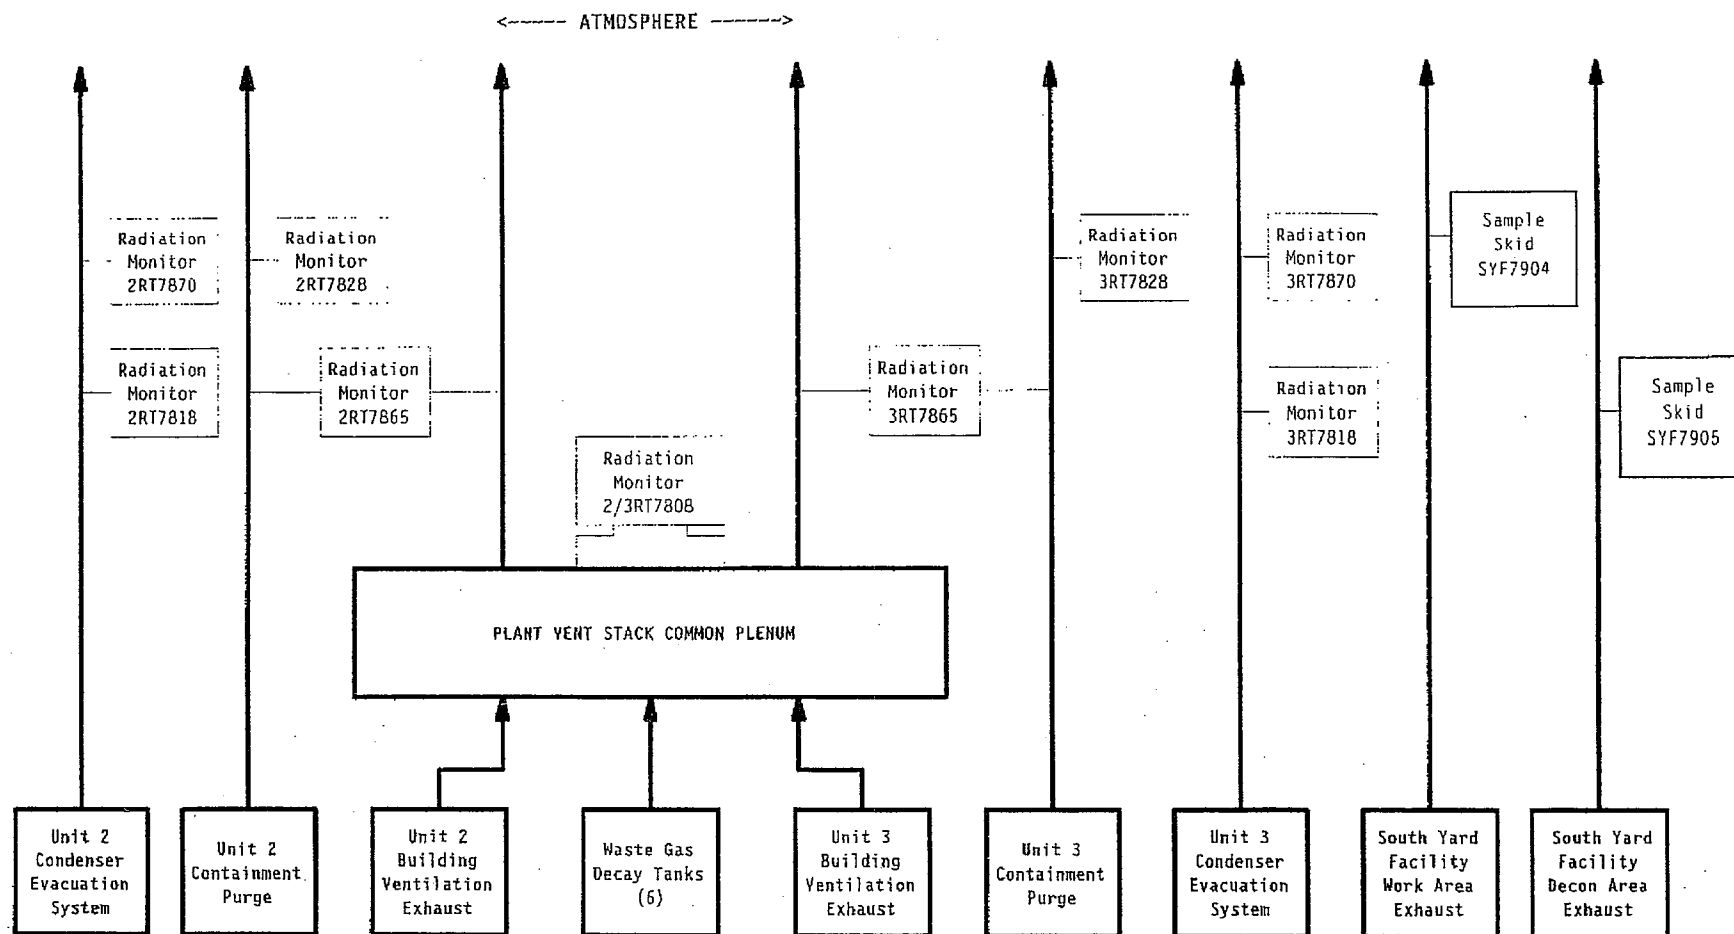 <----- ATMOSPHERE ------>
Radiation
Monitor
2RT7870
Radiation
Monitor
2RT7828
Radiation
Monitor
3RT7828
Radiation
Monitor
3RT7870
Sample
Skid
SYF7904
Radiation
Monitor
2RT7818
Radiation
Monitor
2RT7865
Radiation
Monitor
3RT7865
Radiation
Monitor
3RT7818
Sample
Skid
SYF7905
Radiation
Monitor
2/3RT7808
PLANT VENT STACK COMMON PLENUM
Unit 2
Condenser
Evacuation
System
Unit 2
Containment
Purge
Unit 2
Building
Ventilation
Exhaust
Waste Gas
Decay Tanks
(6)
Unit 3
Building
Ventilation
Exhaust
Unit 3
Containment
Purge
Unit 3
Condenser
Evacuation
System
South Yard
Facility
Work Area
Exhaust
South Yard
Facility
Decon Area
Exhaust